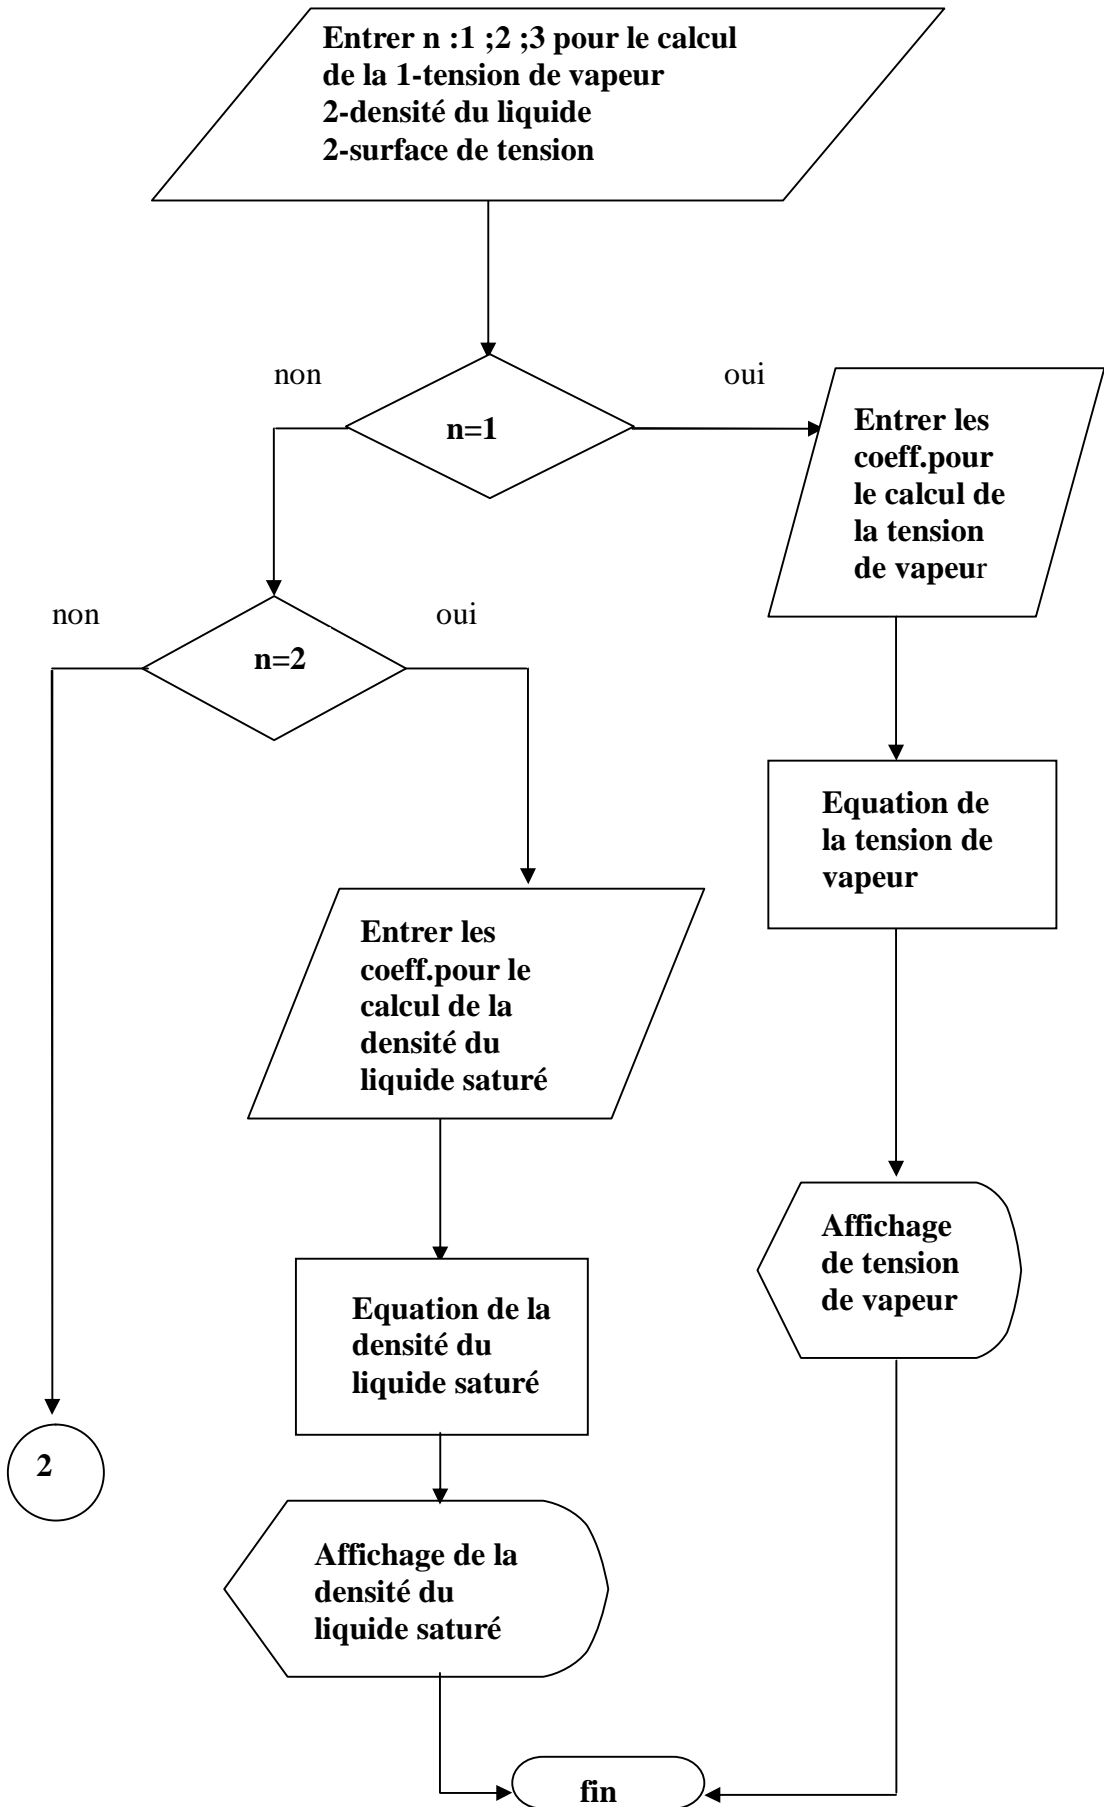 Entrer n :1 ;2 ;3 pour le calcul
de la 1-tension de vapeur
2-densité du liquide
2-surface de tension
non
oui
n=1
Entrer les
coeff.pour
le calcul de
la tension
de vapeur
non
oui
n=2
Equation de
la tension de
vapeur
Entrer les
coeff.pour le
calcul de la
densité du
liquide saturé
Affichage
de tension
de vapeur
Equation de la
densité du
liquide saturé
2
Affichage de la
densité du
liquide saturé
fin